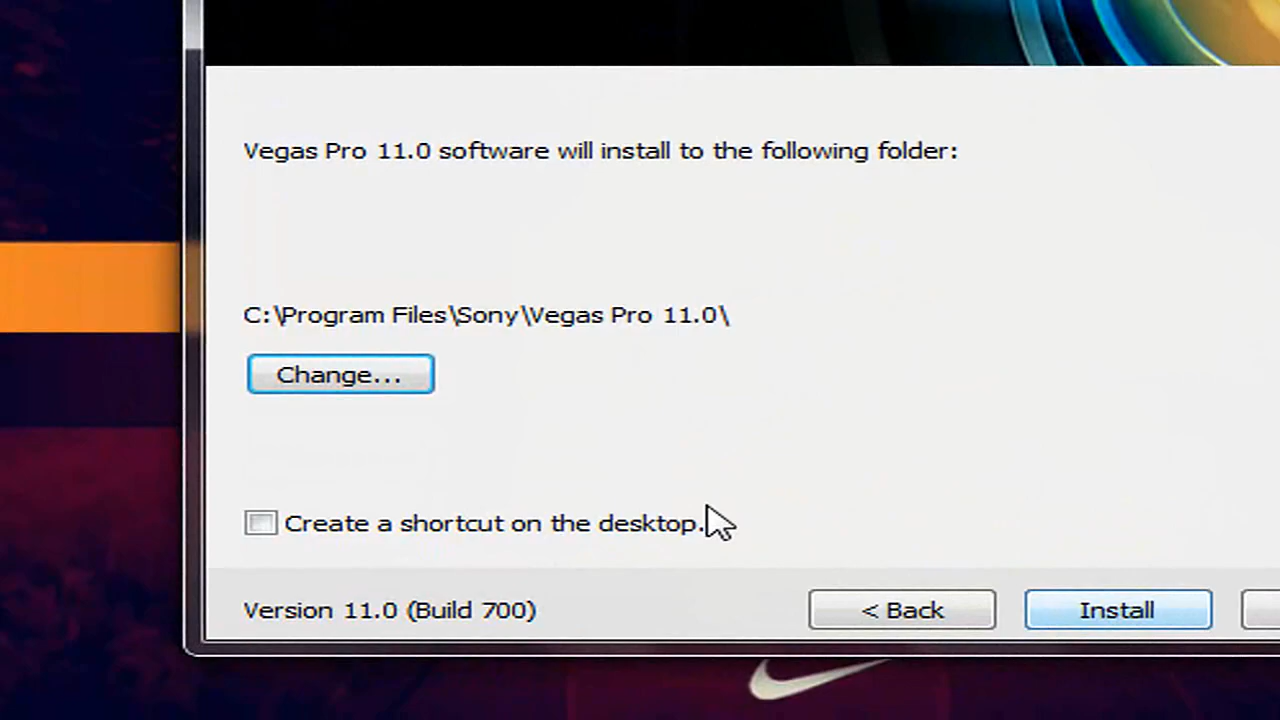 Vegas Pro 11.0 software will install to the following folder:
C:\Program Files\Sony\Vegas Pro 11.0\
Change...
Create a shortcut on the desktop.
Version 11.0 (Build 700)
< Back
Install